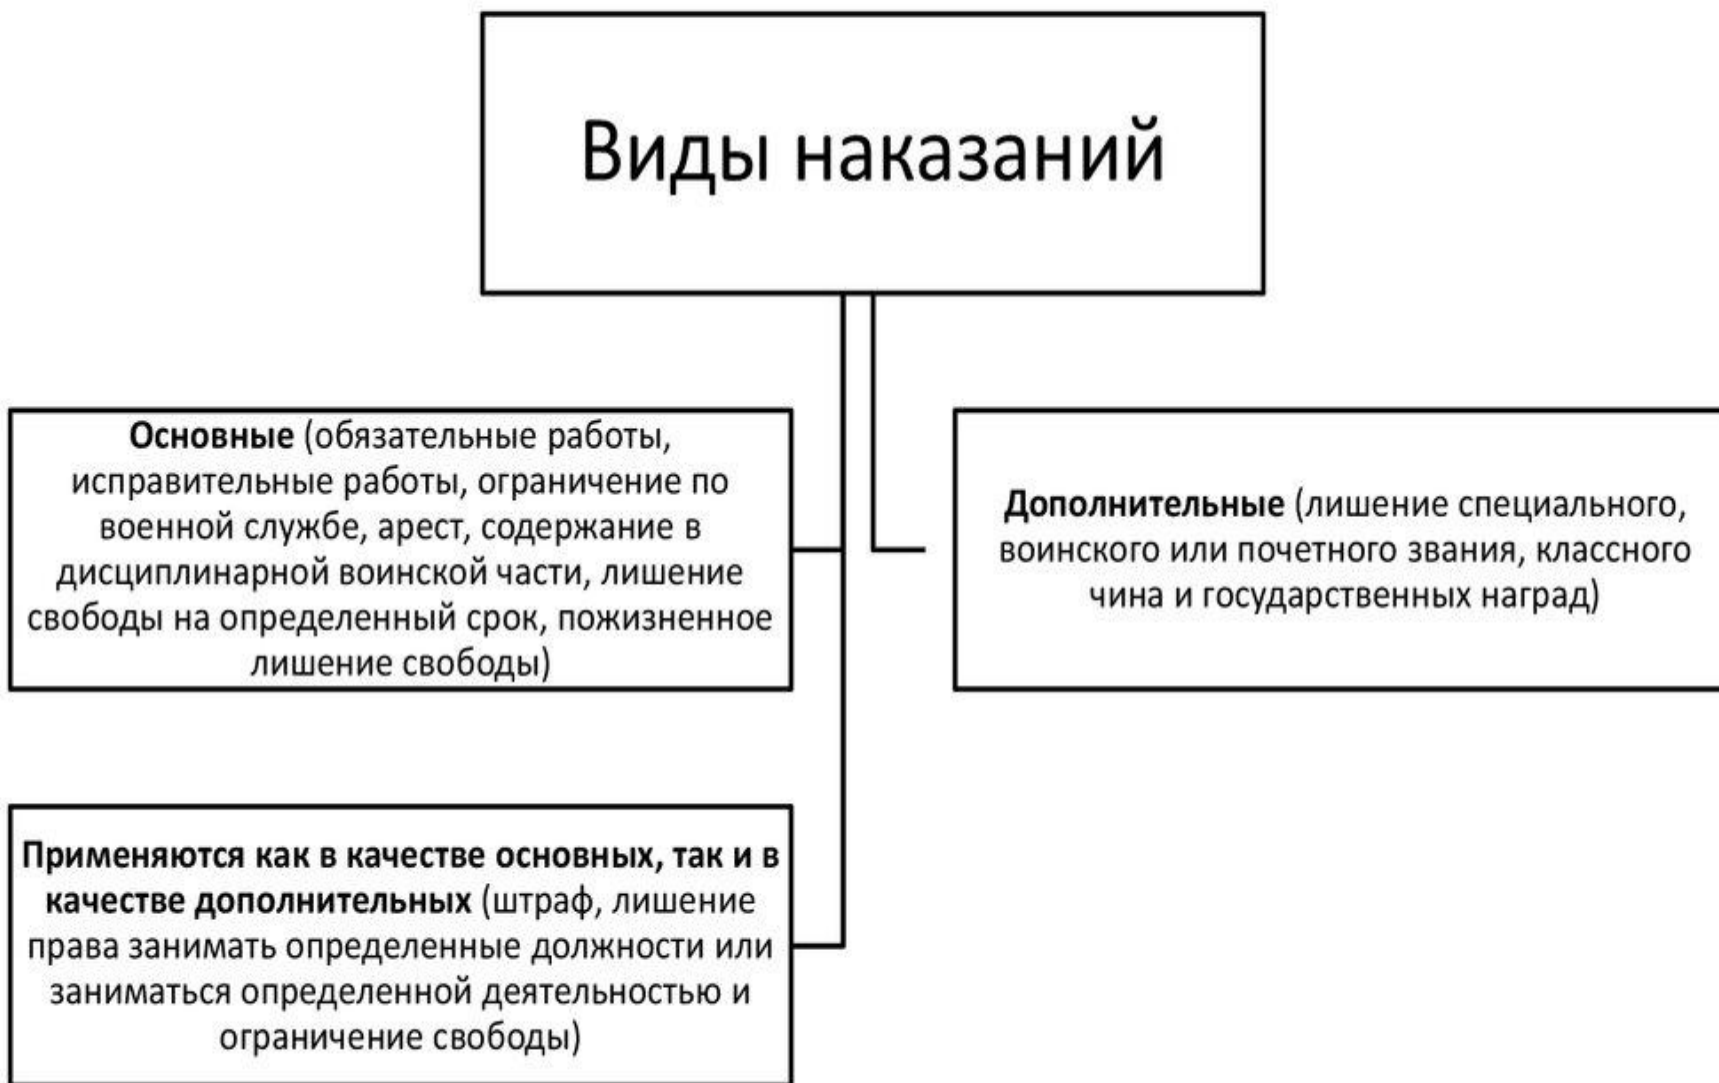 Виды наказаний
Основные (обязательные работы,
исправительные работы, ограничение по
военной службе, арест, содержание в
дисциплинарной воинской части, лишение
свободы на определенный срок, пожизненное
лишение свободы)
Дополнительные (лишение специального,
воинского или почетного звания, классного
чина и государственных наград)
Применяются как в качестве основных, так и в
качестве дополнительных (штраф, лишение
права занимать определенные должности или
заниматься определенной деятельностью и
ограничение свободы)